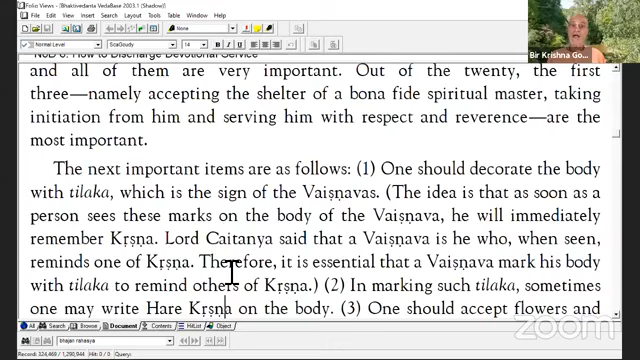 Folio Views - [Bhaktivedanta VedaBase 2003.1 (Shadow)]
File Edit View Search Layout Tools Window Help
Bir Krishna Go...
Normal Level
ScaGoudy
14
NoD 6: How to Discharge Devotional Service
and all of them are very important. Out of the twenty, the first
three—namely accepting the shelter of a bona fide spiritual master, taking
initiation from him and serving him with respect and reverence—are the
most important.
The next important items are as follows: (1) One should decorate the body
with tilaka, which is the sign of the Vaiṣṇavas. (The idea is that as soon as a
person sees these marks on the body of the Vaiṣṇava, he will immediately
remember Kṛṣṇa. Lord Caitanya said that a Vaiṣṇava is he who, when seen,
reminds one of Kṛṣṇa. Therefore, it is essential that a Vaiṣṇava mark his body
with tilaka to remind others of Kṛṣṇa.) (2) In marking such tilaka, sometimes
one may write Hare Kṛṣṇa on the body. (3) One should accept flowers and
All Browse Search Document Contents HitList Object
bhajan rahasya
Record: 324,469 / 1,298,944 Hit: 0 / 0
zoom